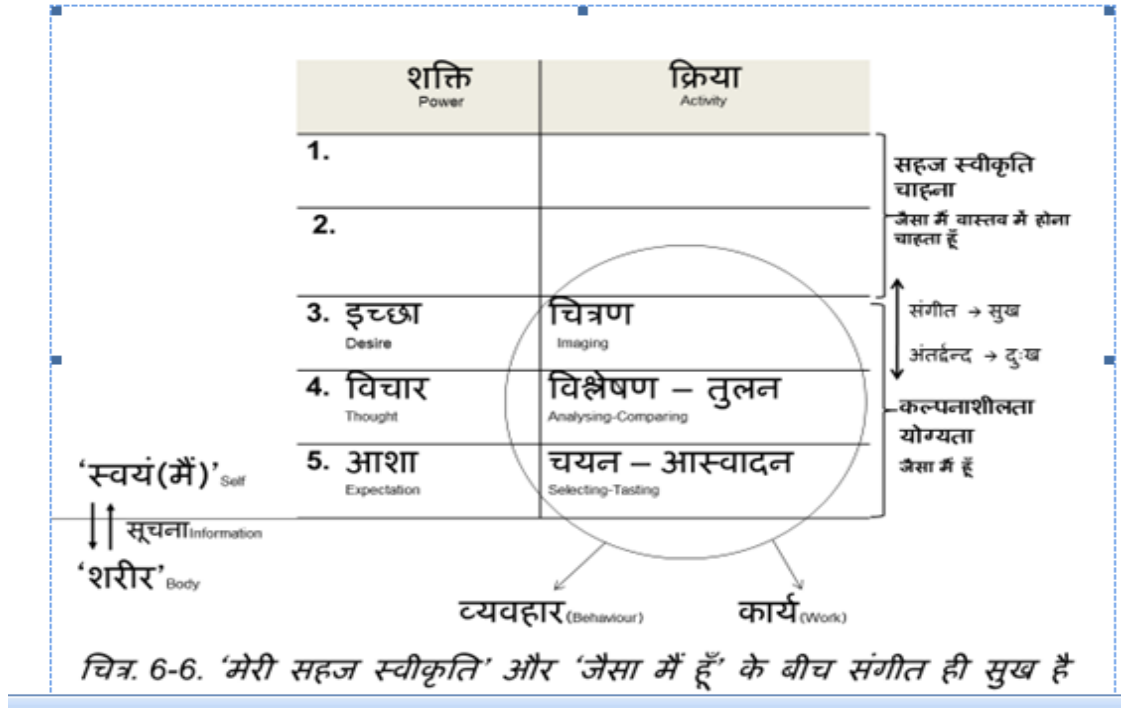 शक्ति क्रिया
Power Activity
1.
सहज स्वीकृति
चाहना
2.
जैसा मैं वास्तव में होना
चाहता हूँ
3. इच्छा चित्रण
Desire Imaging
संगीत → सुख
अंतर्द्वन्द → दुःख
4. विचार विश्लेषण – तुलन
Thought Analysing-Comparing
कल्पनाशीलता
योग्यता
जैसा मैं हूँ
5. आशा चयन – आस्वादन
Expectation Selecting-Tasting
‘स्वयं(मैं)’ Self
सूचना Information
‘शरीर’ Body
व्यवहार (Behaviour) कार्य (Work)
चित्र. 6-6. ‘मेरी सहज स्वीकृति’ और ‘जैसा मैं हूँ’ के बीच संगीत ही सुख है